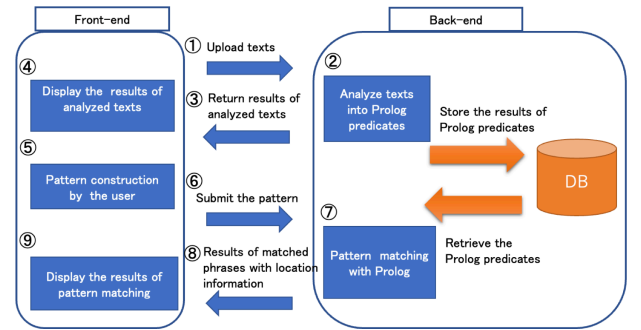 Front-end
Back-end
① Upload texts
②
④
Display the results of
analyzed texts
③ Return results of
analyzed texts
Analyze texts
into Prolog
predicates
Store the results of
Prolog predicates
DB
⑤
Pattern construction
by the user
⑥
Submit the pattern
⑦
Pattern matching
with Prolog
Retrieve the
Prolog predicates
⑧ Results of matched
phrases with location
information
⑨
Display the results of
pattern matching